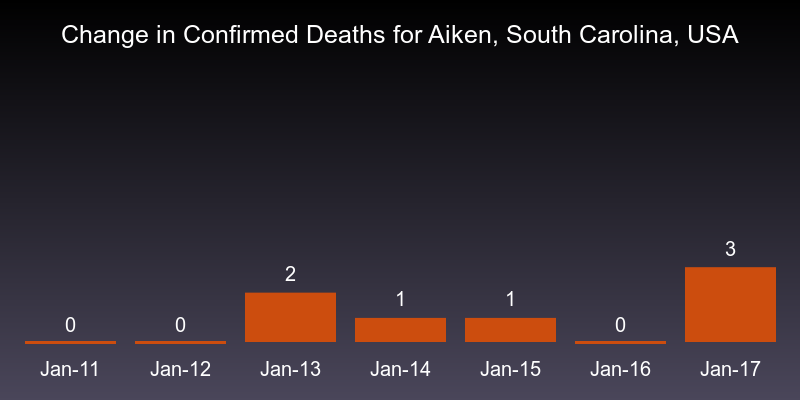 Change in Confirmed Deaths for Aiken, South Carolina, USA
0 0 2 1 1 0 3
Jan-11 Jan-12 Jan-13 Jan-14 Jan-15 Jan-16 Jan-17